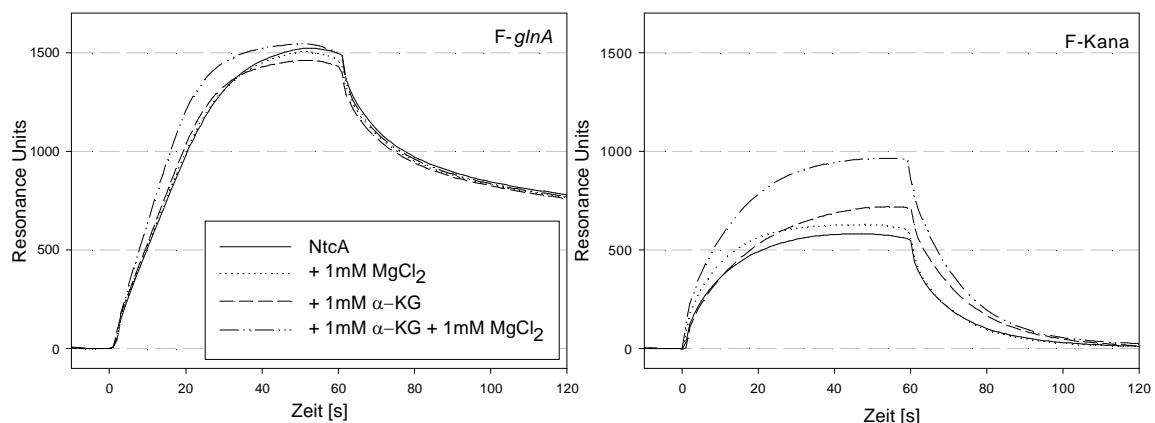 F-glnA
1500
1000
500
0
Resonance Units
NtcA
+ 1mM MgCl2
+ 1mM α–KG
+ 1mM α–KG + 1mM MgCl2
0 20 40 60 80 100 120
Zeit [s]
F-Kana
1500
1000
500
0
Resonance Units
0 20 40 60 80 100 120
Zeit [s]